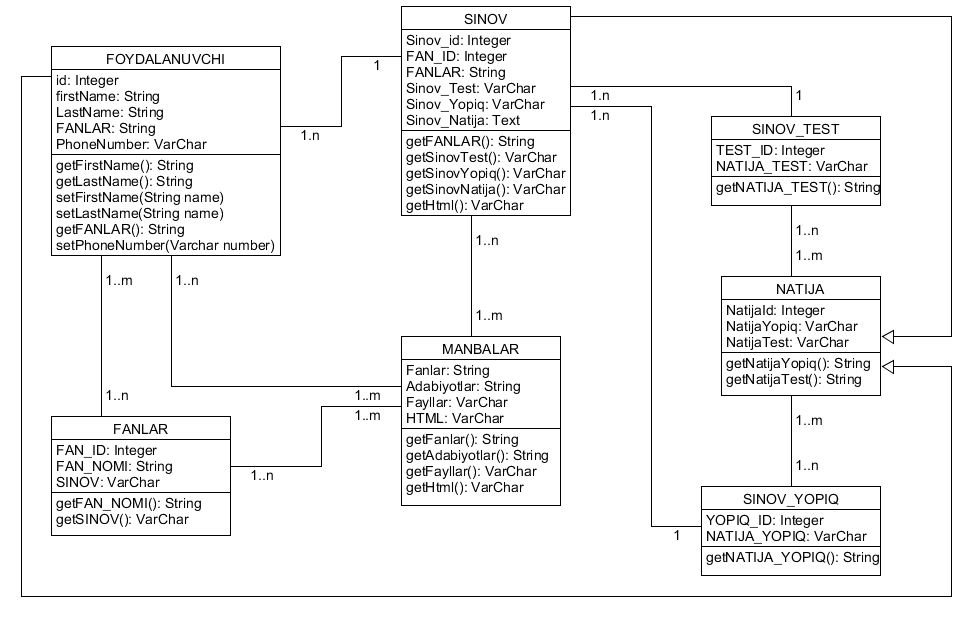 SINOV
Sinov_id: Integer
FAN_ID: Integer
FANLAR: String
Sinov_Test: VarChar
Sinov_Yopiq: VarChar
Sinov_Natija: Text
getFANLAR(): String
getSinovTest(): VarChar
getSinovYopiq(): VarChar
getSinovNatija(): VarChar
getHtml(): VarChar
FOYDALANUVCHI
id: Integer
firstName: String
LastName: String
FANLAR: String
PhoneNumber: VarChar
getFirstName(): String
getLastName(): String
setFirstName(String name)
setLastName(String name)
getFANLAR(): String
setPhoneNumber(Varchar number)
1
1.n
1.n
1.n
1
SINOV_TEST
TEST_ID: Integer
NATIJA_TEST: VarChar
getNATIJA_TEST(): String
1..n
1..m
NATIJA
NatijaId: Integer
NatijaYopiq: VarChar
NatijaTest: VarChar
getNatijaYopiq(): String
getNatijaTest(): String
1..m
1..n
SINOV_YOPIQ
YOPIQ_ID: Integer
NATIJA_YOPIQ: VarChar
getNATIJA_YOPIQ(): String
1
1..n
1..m
MANBALAR
Fanlar: String
Adabiyotlar: String
Fayllar: VarChar
HTML: VarChar
getFanlar(): String
getAdabiyotlar(): String
getFayllar(): VarChar
getHtml(): VarChar
1..m
1..n
1..m
1..m
1..n
1..n
FANLAR
FAN_ID: Integer
FAN_NOMI: String
SINOV: VarChar
getFAN_NOMI(): String
getSINOV(): VarChar